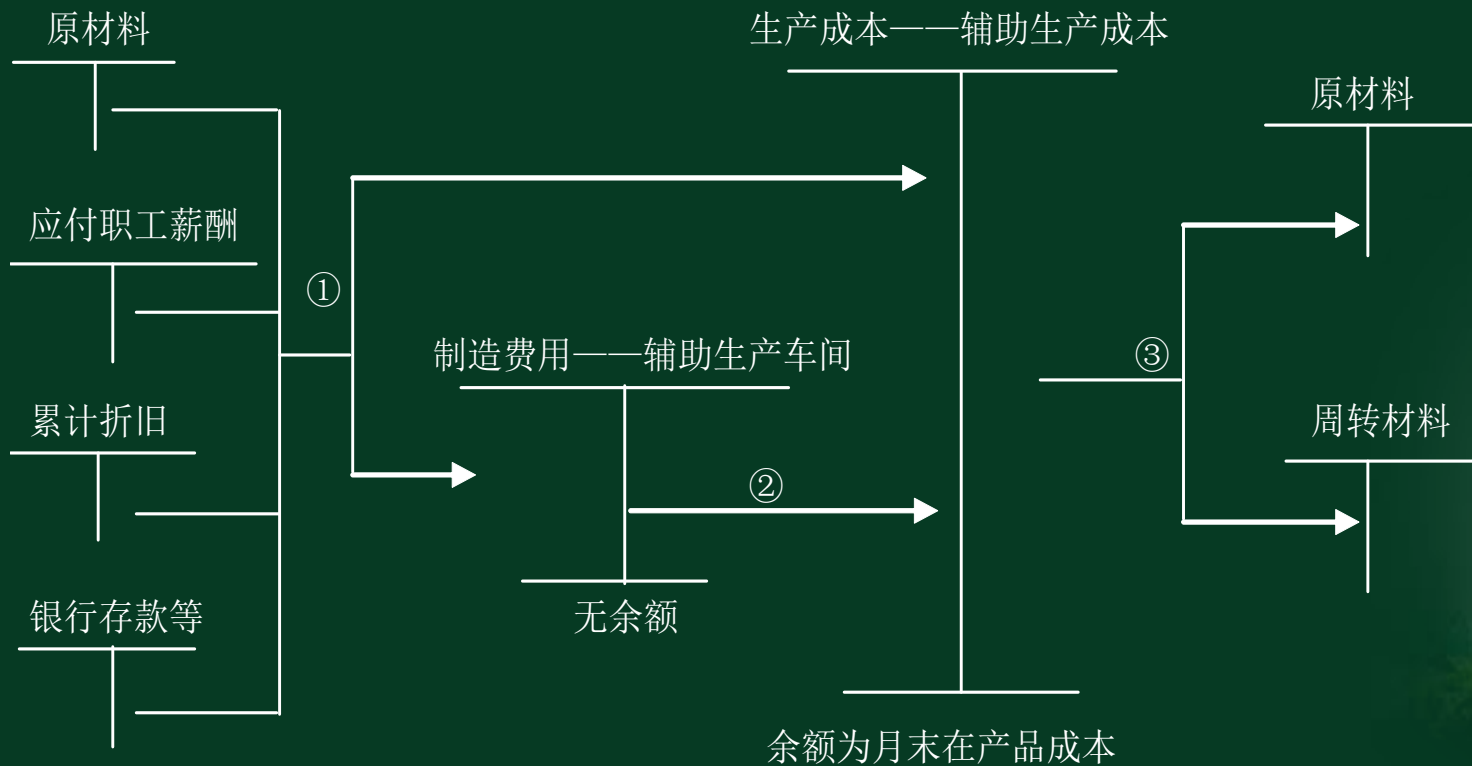 原材料
生产成本——辅助生产成本
原材料
应付职工薪酬
①
制造费用——辅助生产车间
③
累计折旧
周转材料
②
银行存款等
无余额
余额为月末在产品成本